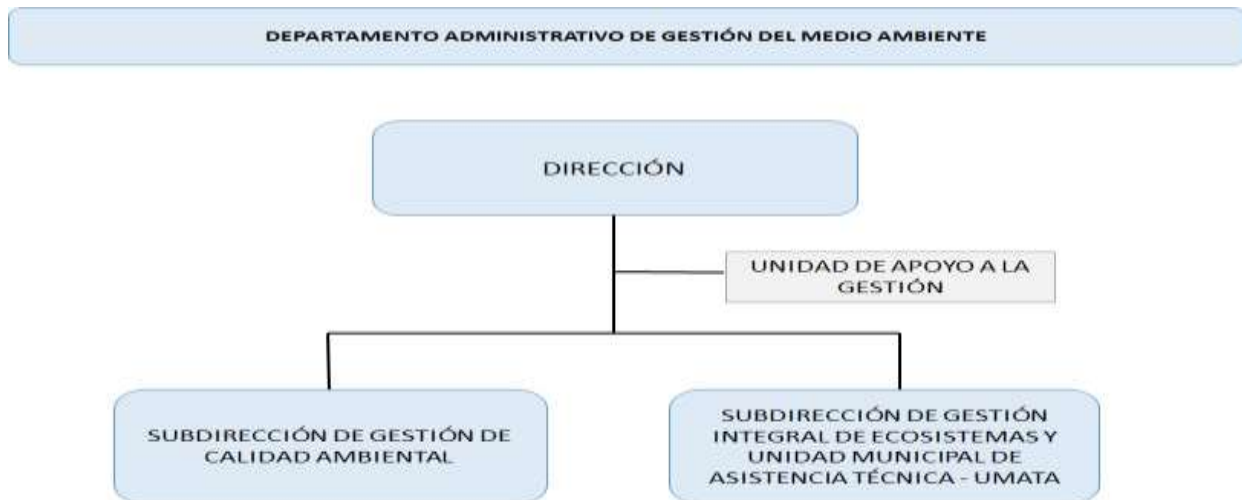 DEPARTAMENTO ADMINISTRATIVO DE GESTIÓN DEL MEDIO AMBIENTE
DIRECCIÓN
UNIDAD DE APOYO A LA
GESTIÓN
SUBDIRECCIÓN DE GESTIÓN DE
CALIDAD AMBIENTAL
SUBDIRECCIÓN DE GESTIÓN
INTEGRAL DE ECOSISTEMAS Y
UNIDAD MUNICIPAL DE
ASISTENCIA TÉCNICA - UMATA